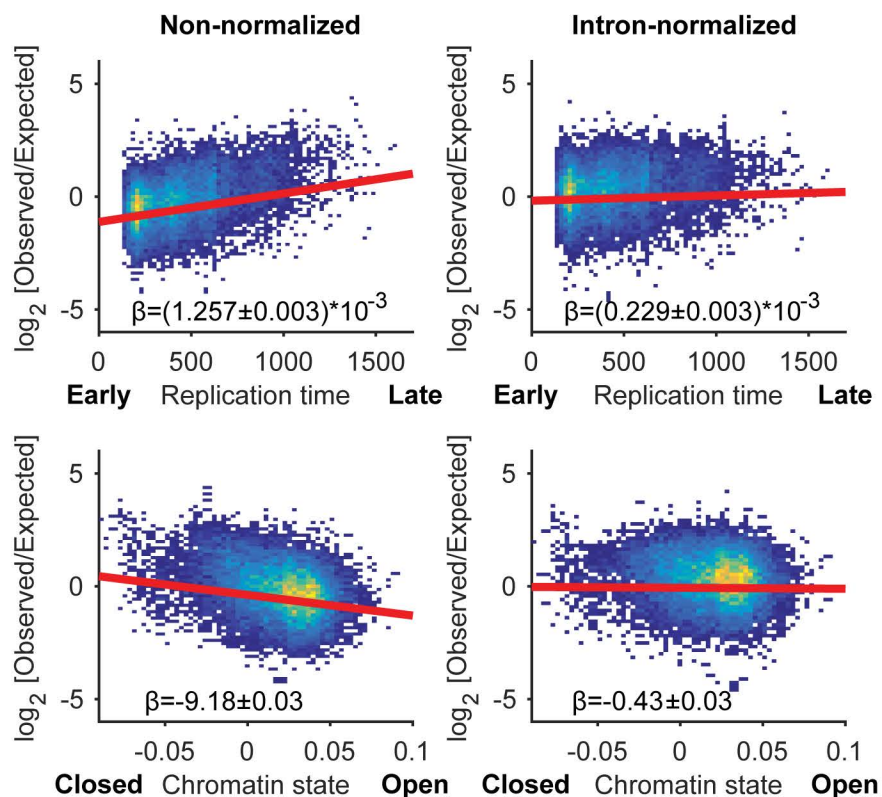 Non-normalized
Intron-normalized
log2 [Observed/Expected]
5
0
-5
β=(1.257±0.003)*10-3
0 500 1000 1500
Early Replication time Late
log2 [Observed/Expected]
5
0
-5
β=(0.229±0.003)*10-3
0 500 1000 1500
Early Replication time Late
log2 [Observed/Expected]
5
0
-5
β=-9.18±0.03
-0.05 0 0.05 0.1
Closed Chromatin state Open
log2 [Observed/Expected]
5
0
-5
β=-0.43±0.03
-0.05 0 0.05 0.1
Closed Chromatin state Open